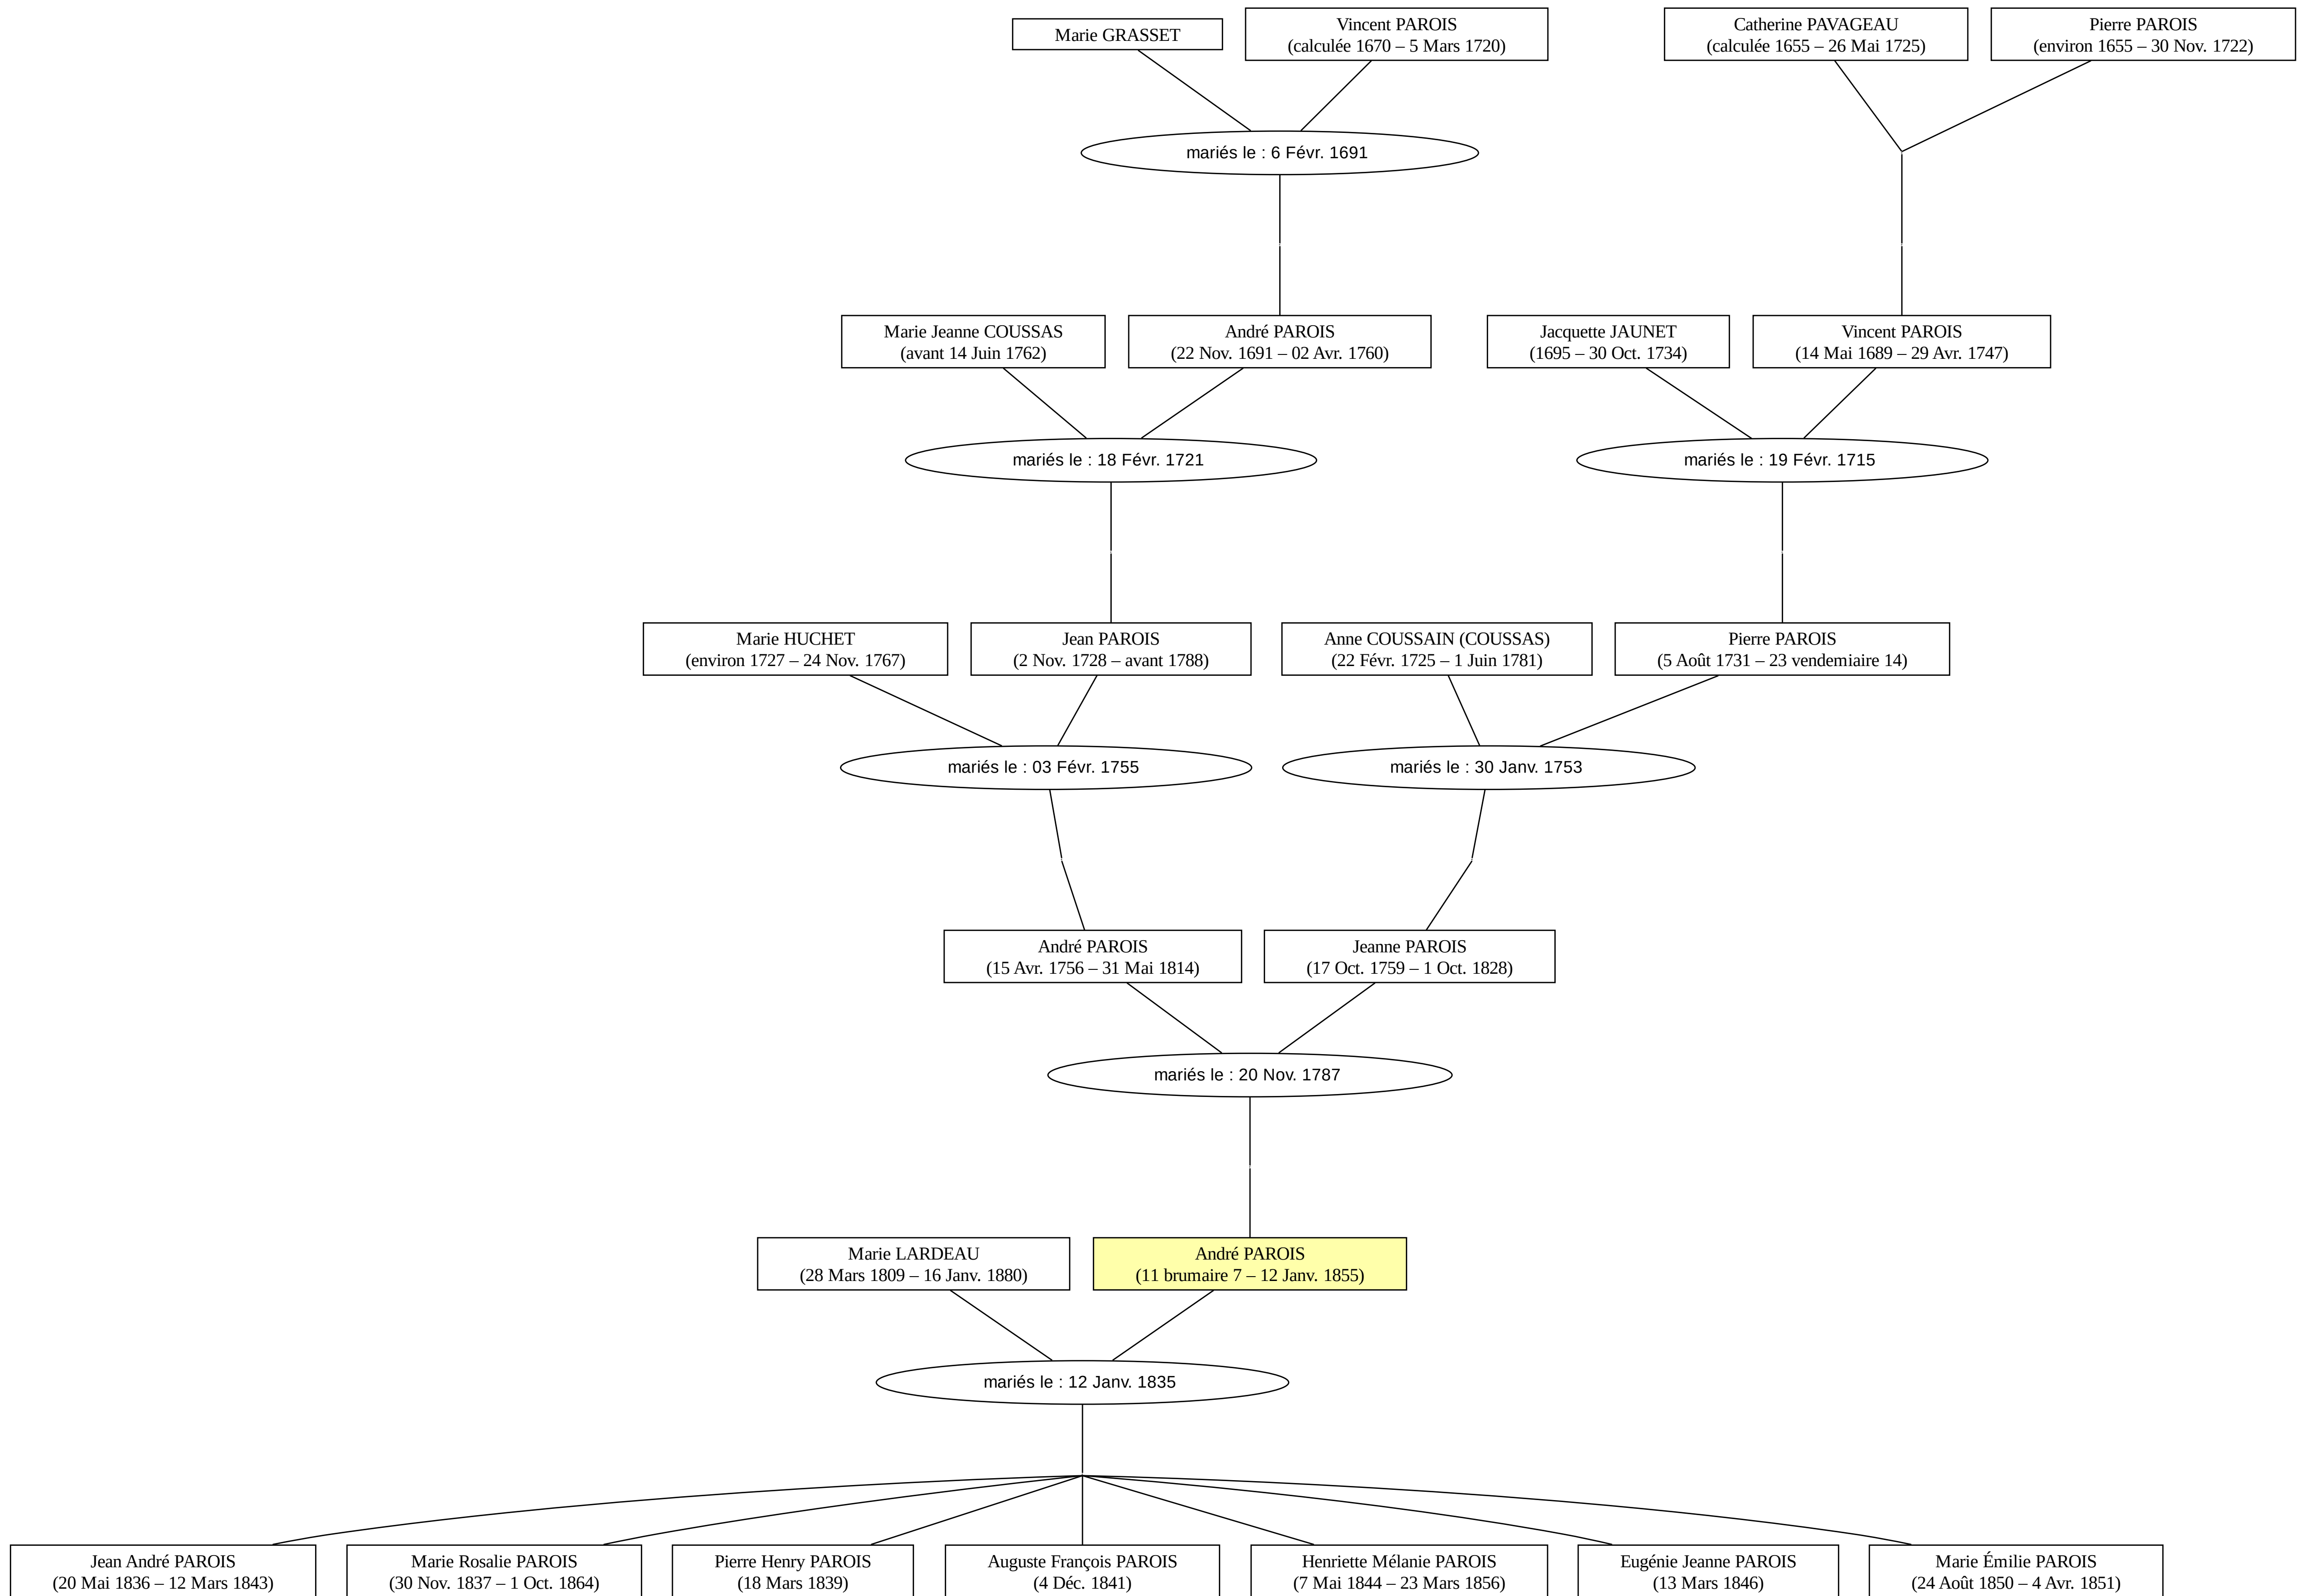 Marie GRASSET
Vincent PAROIS
(calculée 1670 – 5 Mars 1720)
Catherine PAVAGEAU
(calculée 1655 – 26 Mai 1725)
Pierre PAROIS
(environ 1655 – 30 Nov. 1722)
mariés le : 6 Févr. 1691
Marie Jeanne COUSSAS
(avant 14 Juin 1762)
André PAROIS
(22 Nov. 1691 – 02 Avr. 1760)
Jacquette JAUNET
(1695 – 30 Oct. 1734)
Vincent PAROIS
(14 Mai 1689 – 29 Avr. 1747)
mariés le : 18 Févr. 1721
mariés le : 19 Févr. 1715
Marie HUCHET
(environ 1727 – 24 Nov. 1767)
Jean PAROIS
(2 Nov. 1728 – avant 1788)
Anne COUSSAIN (COUSSAS)
(22 Févr. 1725 – 1 Juin 1781)
Pierre PAROIS
(5 Août 1731 – 23 vendemiaire 14)
mariés le : 03 Févr. 1755
mariés le : 30 Janv. 1753
André PAROIS
(15 Avr. 1756 – 31 Mai 1814)
Jeanne PAROIS
(17 Oct. 1759 – 1 Oct. 1828)
mariés le : 20 Nov. 1787
Marie LARDEAU
(28 Mars 1809 – 16 Janv. 1880)
André PAROIS
(11 brumaire 7 – 12 Janv. 1855)
mariés le : 12 Janv. 1835
Jean André PAROIS
(20 Mai 1836 – 12 Mars 1843)
Marie Rosalie PAROIS
(30 Nov. 1837 – 1 Oct. 1864)
Pierre Henry PAROIS
(18 Mars 1839)
Auguste François PAROIS
(4 Déc. 1841)
Henriette Mélanie PAROIS
(7 Mai 1844 – 23 Mars 1856)
Eugénie Jeanne PAROIS
(13 Mars 1846)
Marie Émilie PAROIS
(24 Août 1850 – 4 Avr. 1851)